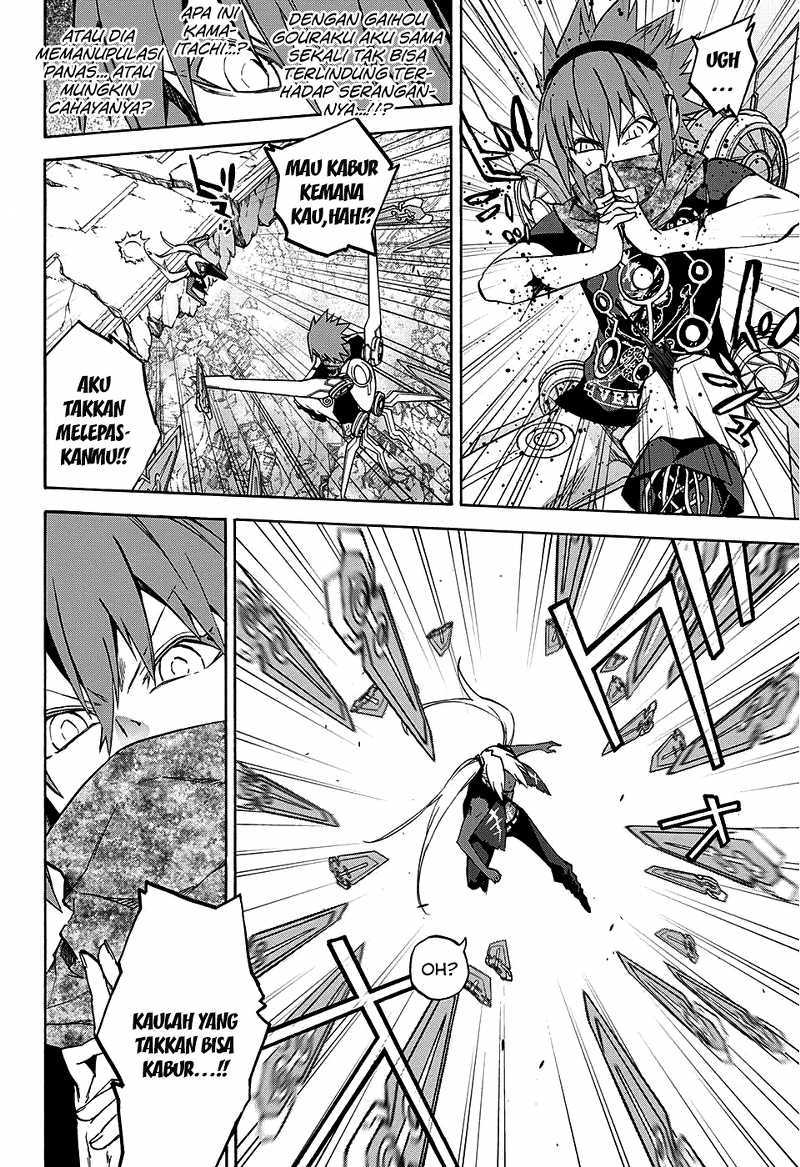 UGH
...
DENGAN GAIHOU
GOURAKU AKU SAMA
SEKALI TAK BISA
TERLINDUNG TER-
HADAP SERANGAN-
NYA...!!?
APA INI
KAMA-
ITACHI...?
ATAU DIA
MEMANUPULASI
PANAS... ATAU
MUNGKIN
CAHAYANYA?
MAU KABUR
KEMANA
KAU, HAH!?
AKU
TAKKAN
MELEPAS-
KANMU!!
VEN
OH?
KAULAH YANG
TAKKAN BISA
KABUR...!!